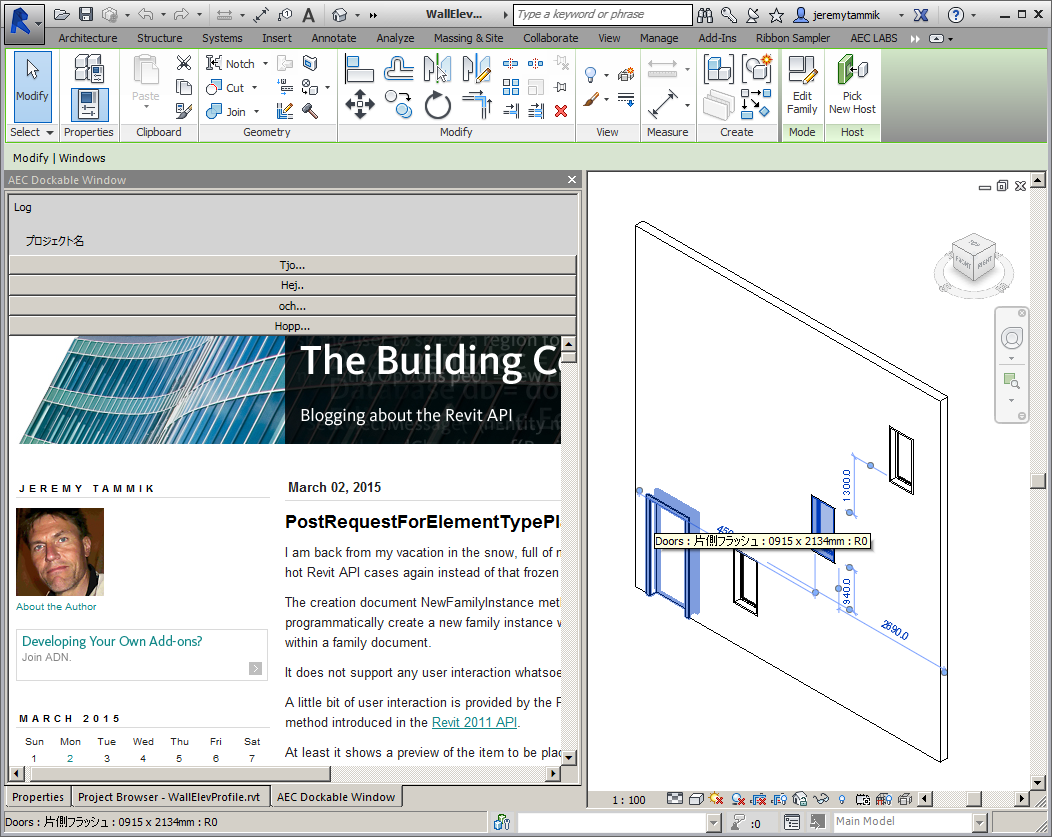 WallElev...
Type a keyword or phrase
jeremytammik
Architecture Structure Systems Insert Annotate Analyze Massing & Site Collaborate View Manage Add-Ins Ribbon Sampler AEC LABS
Modify
Paste
Notch
Cut
Join
Edit Family
Pick New Host
Select Properties Clipboard Geometry Modify View Measure Create Mode Host
Modify | Windows
AEC Dockable Window
Log
プロジェクト名
Tjo...
Hej..
och...
Hopp...
The Building Co
Blogging about the Revit API
JEREMY TAMMIK
About the Author
Developing Your Own Add-ons?
Join ADN.
MARCH 2015
Sun Mon Tue Wed Thu Fri Sat
1 2 3 4 5 6 7
March 02, 2015
PostRequestForElementTypePla
I am back from my vacation in the snow, full of
hot Revit API cases again instead of that frozen
The creation document NewFamilyInstance
programmatically create a new family instance
within a family document.
It does not support any user interaction whatsoe
A little bit of user interaction is provided by the
method introduced in the Revit 2011 API.
At least it shows a preview of the item to be
TOP
FRONT
RIGHT
1300.0
Doors : 片側フラッシュ : 0915 x 2134mm : R0
940.0
2690.0
1 : 100
Properties Project Browser - WallElevProfile.rvt AEC Dockable Window
Doors : 片側フラッシュ : 0915 x 2134mm : R0
:0
Main Model